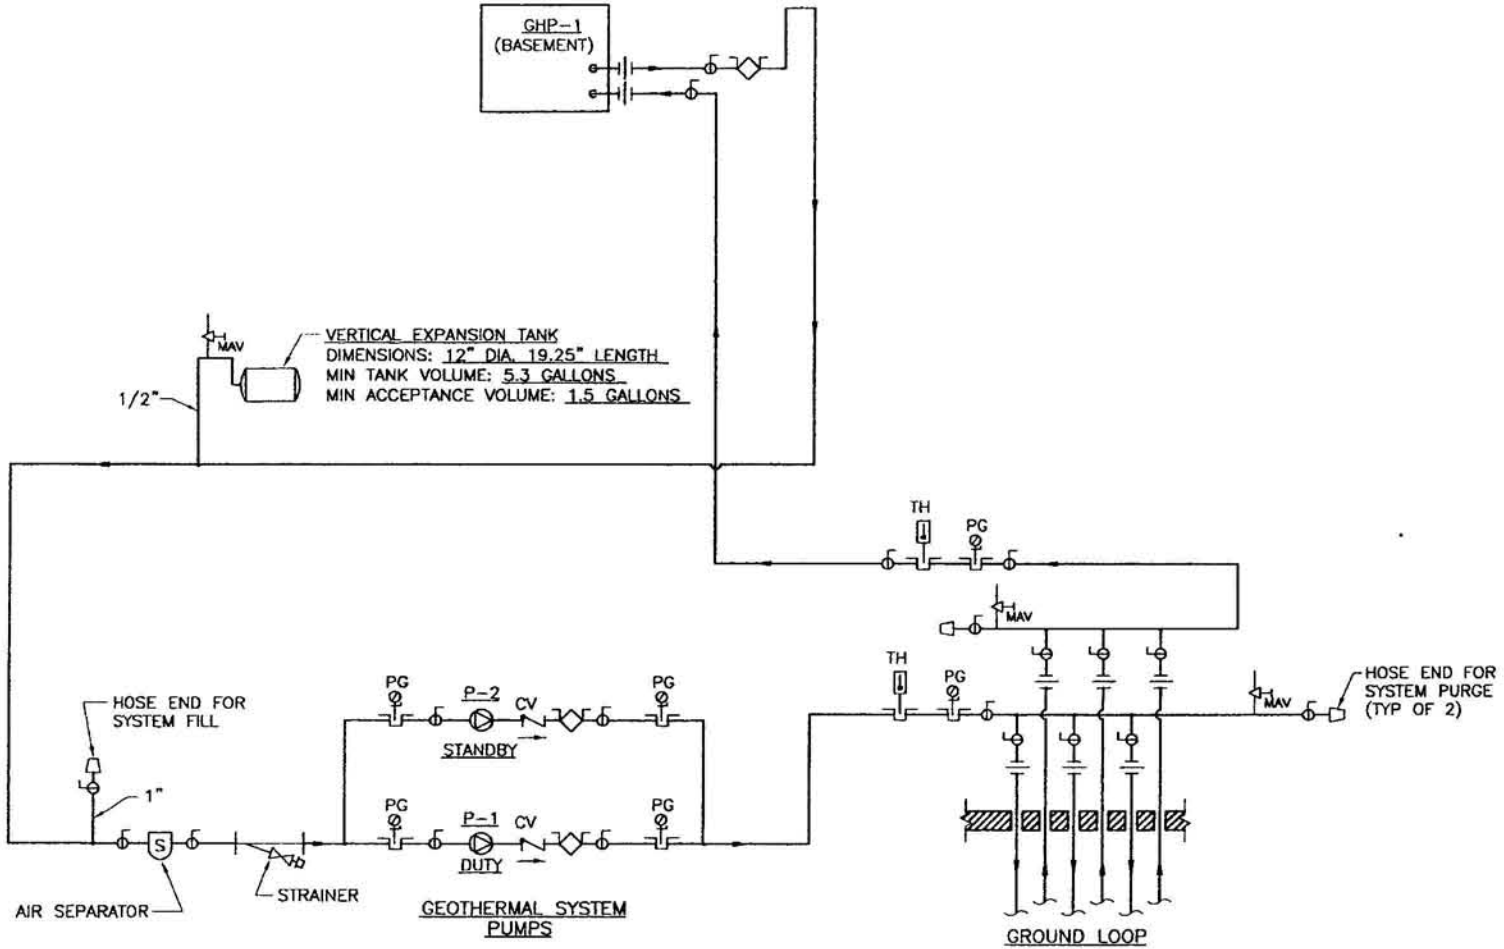 GHP-1
(BASEMENT)
MAV
VERTICAL EXPANSION TANK
DIMENSIONS: 12" DIA. 19.25" LENGTH
MIN TANK VOLUME: 5.3 GALLONS
MIN ACCEPTANCE VOLUME: 1.5 GALLONS
1/2"
TH
PG
MAV
TH
PG
MAV
HOSE END FOR
SYSTEM PURGE
(TYP OF 2)
HOSE END FOR
SYSTEM FILL
PG
P-2
CV
PG
STANDBY
1"
PG
P-1
CV
PG
S
DUTY
STRAINER
AIR SEPARATOR
GEOTHERMAL SYSTEM
PUMPS
GROUND LOOP